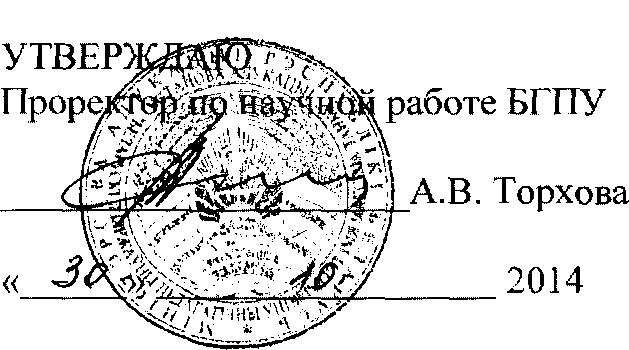 УТВЕРЖДАЮ
Проректор по научной работе БГПУ
А.В. Торхова
« 30 10 2014